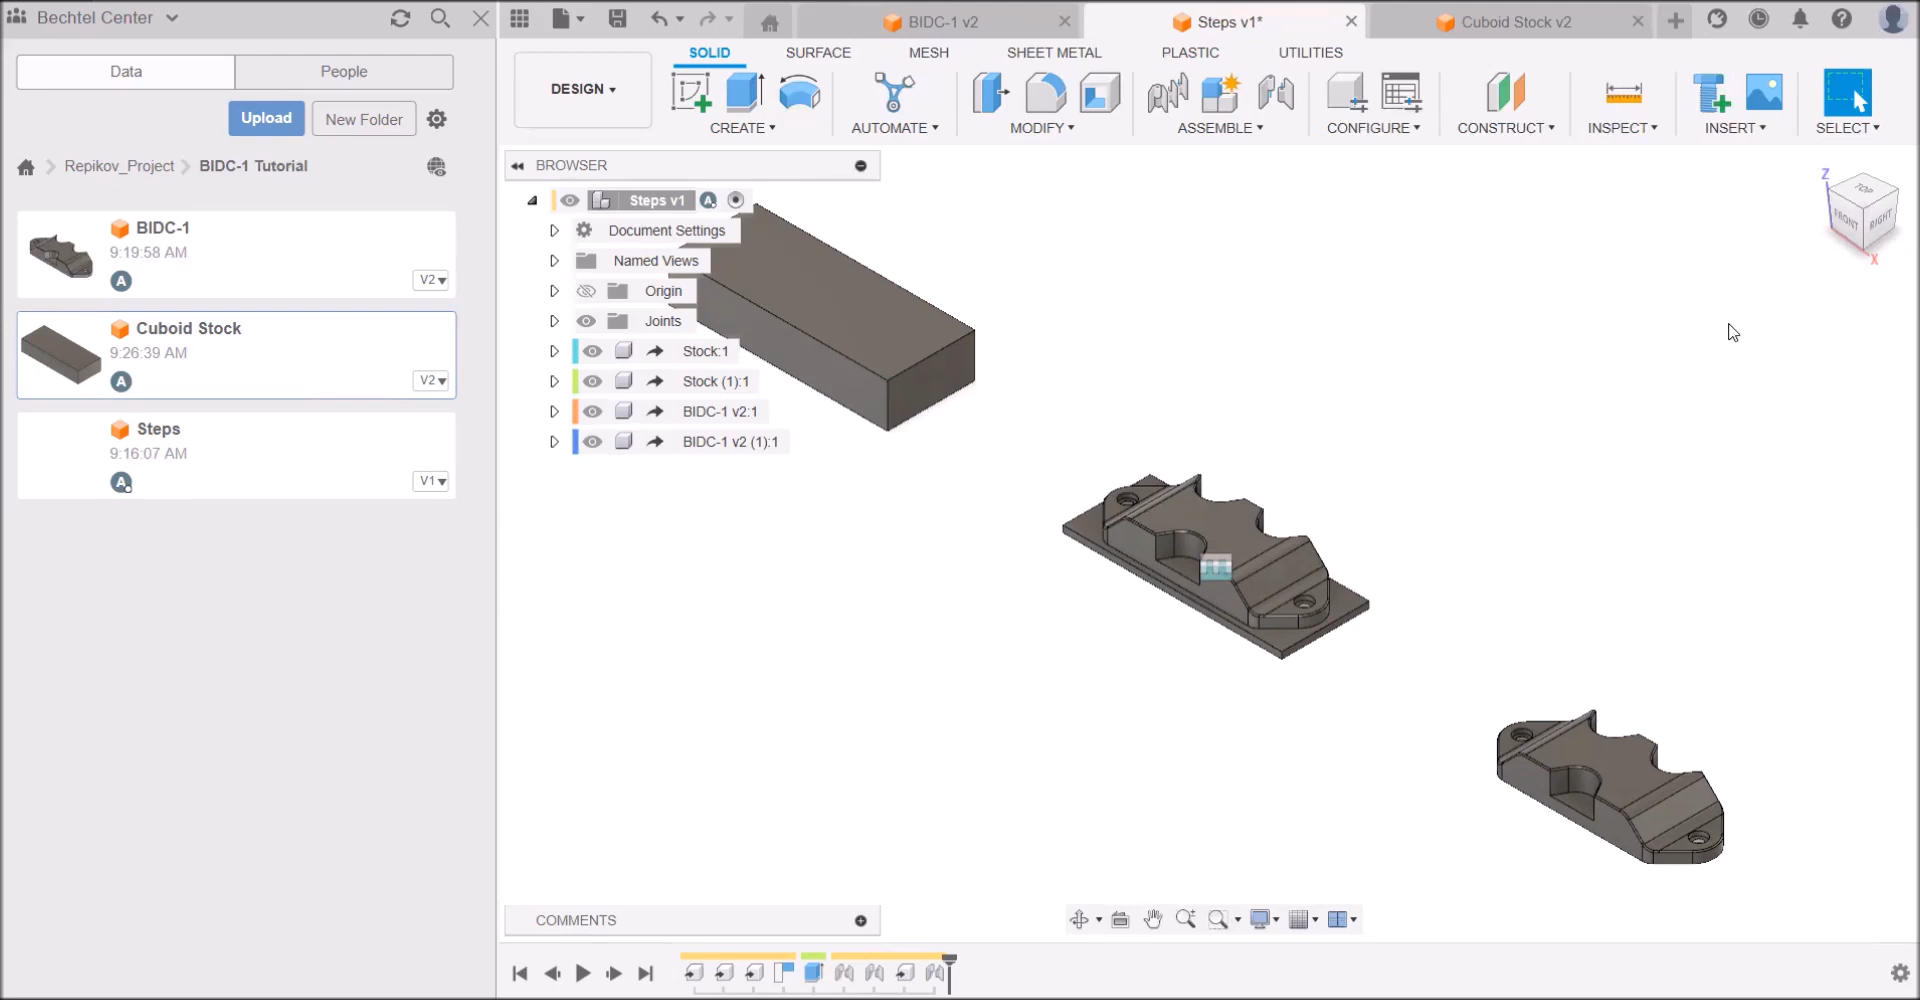 Bechtel Center
BIDC-1 v2
Steps v1*
Cuboid Stock v2
Data
People
Upload
New Folder
Repikov_Project
BIDC-1 Tutorial
BIDC-1
9:19:58 AM
A
V2
Cuboid Stock
9:26:39 AM
A
V2
Steps
9:16:07 AM
A
V1
DESIGN
SOLID
SURFACE
MESH
SHEET METAL
PLASTIC
UTILITIES
CREATE
AUTOMATE
MODIFY
ASSEMBLE
CONFIGURE
CONSTRUCT
INSPECT
INSERT
SELECT
BROWSER
Steps v1
A
Document Settings
Named Views
Origin
Joints
Stock:1
Stock (1):1
BIDC-1 v2:1
BIDC-1 v2 (1):1
Z
TOP
FRONT
RIGHT
X
COMMENTS